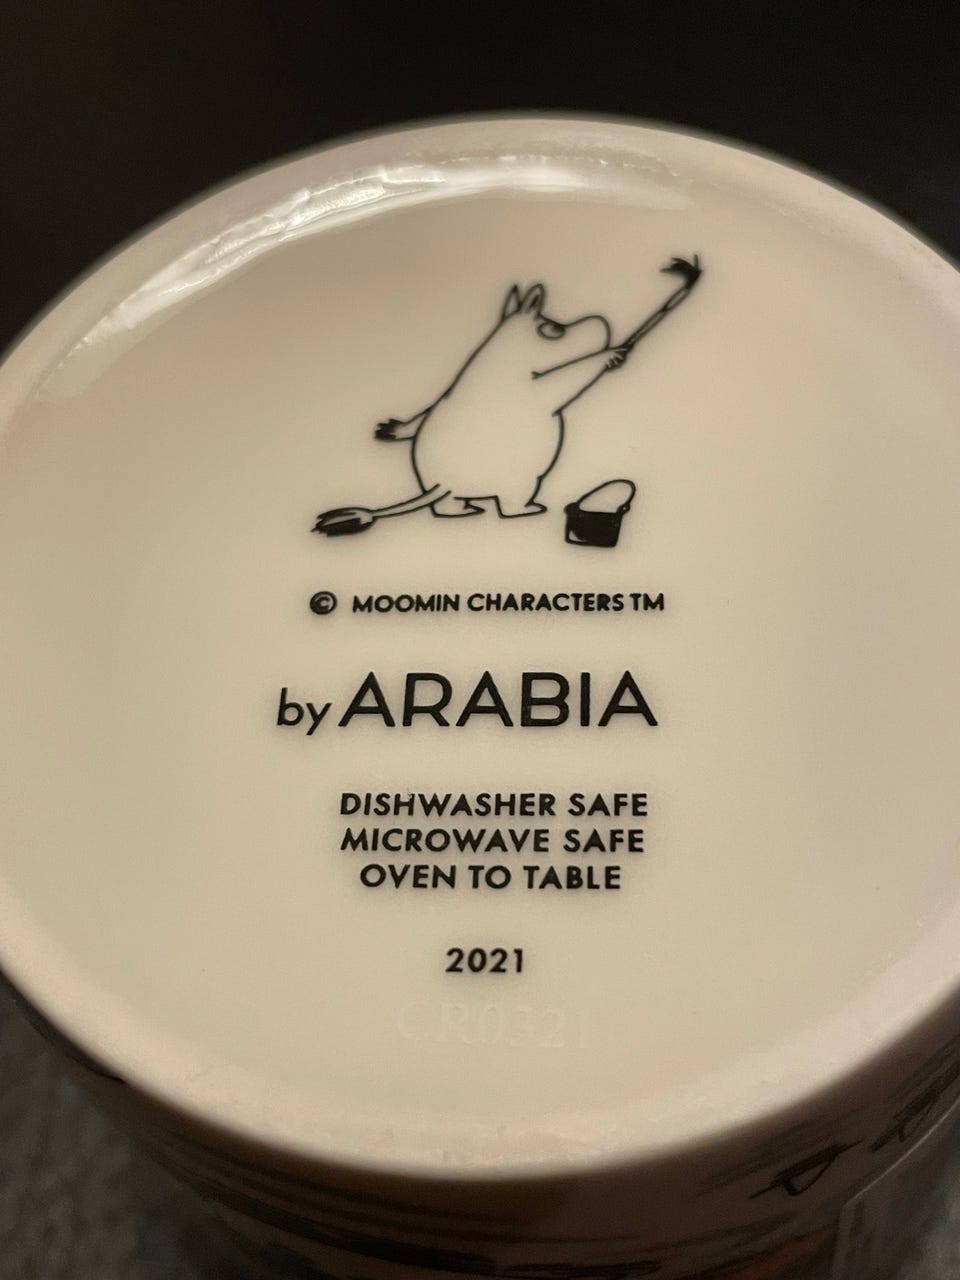 © MOOMIN CHARACTERS TM
by ARABIA
DISHWASHER SAFE
MICROWAVE SAFE
OVEN TO TABLE
2021
CR0321